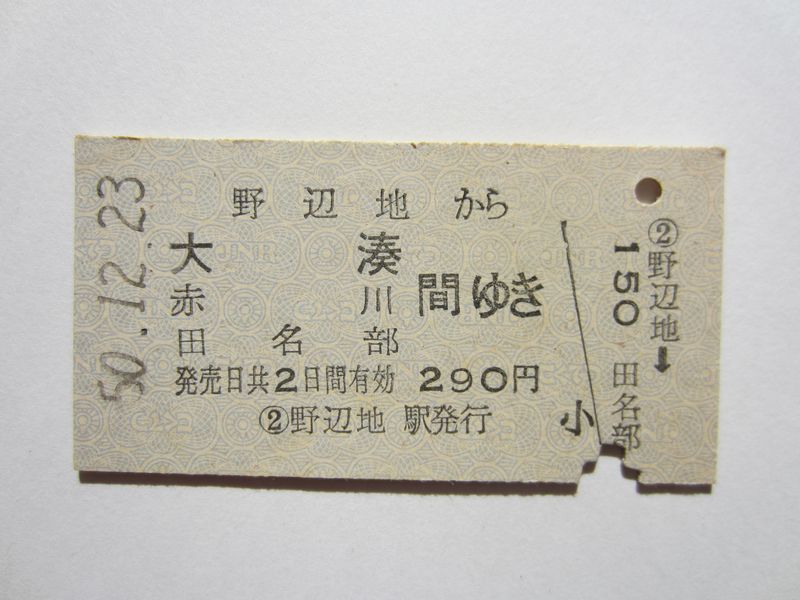 50.12.23
野辺地から
大湊
赤川 間ゆき
田名部
発売日共2日間有効 290円
②野辺地 駅発行
小
②野辺地➡
150 田名部
JNR